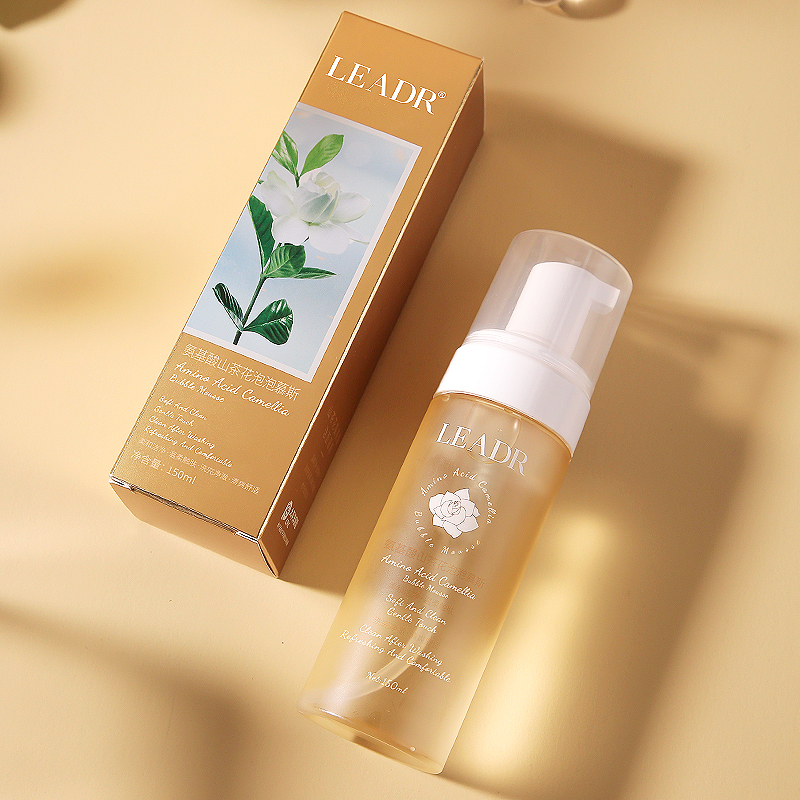 LEADR®
氨基酸山茶花泡泡慕斯
Amino Acid Camellia
Bubble Mousse
Soft And Clean
Gentle Touch
Clean After Washing
Refreshing And Comfortable
净含量: 150ml
LEADR
Amino Acid Camellia
Bubble Mousse
Amino Acid Camellia
Bubble Mousse
Soft And Clean
Gentle Touch
Clean After Washing
Refreshing And Comfortable
Net 150ml